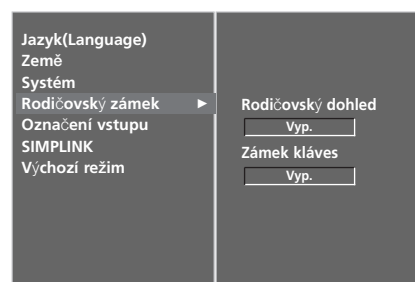 Jazyk(Language)
Země
Systém
Rodičovský zámek ►
Označení vstupu
SIMPLINK
Výchozí režim
Rodičovský dohled
Vyp.
Zámek kláves
Vyp.